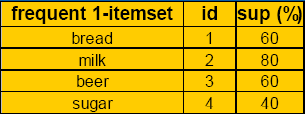 frequent 1-itemset id sup (%)
bread 1 60
milk 2 80
beer 3 60
sugar 4 40